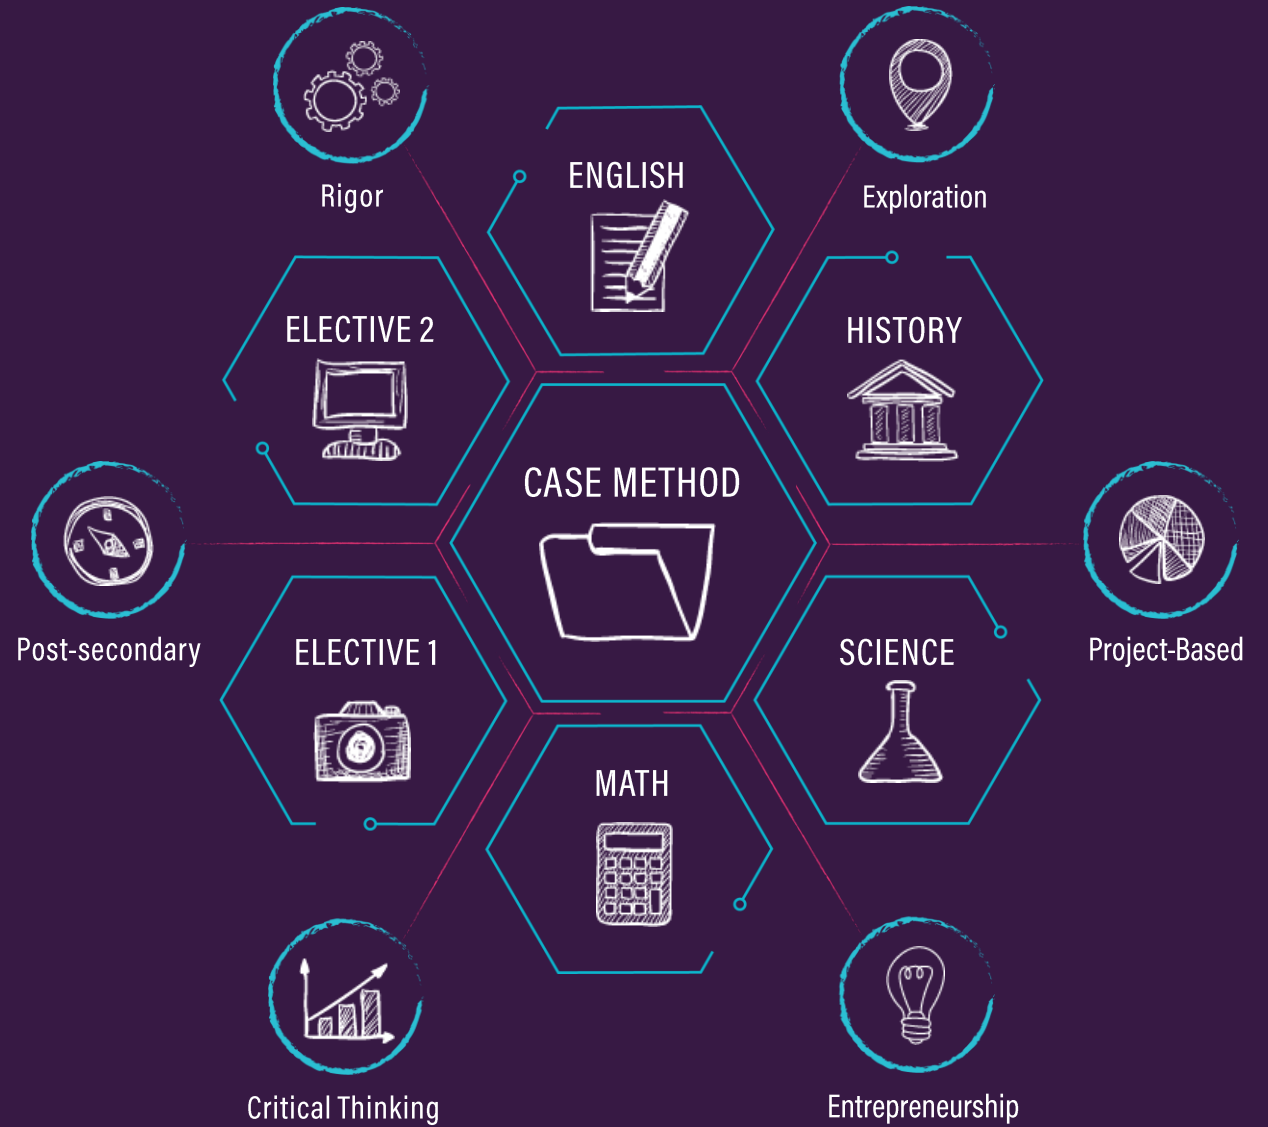 Rigor
Exploration
ENGLISH
ELECTIVE 2
HISTORY
CASE METHOD
Post-secondary
Project-Based
ELECTIVE 1
SCIENCE
MATH
Critical Thinking
Entrepreneurship